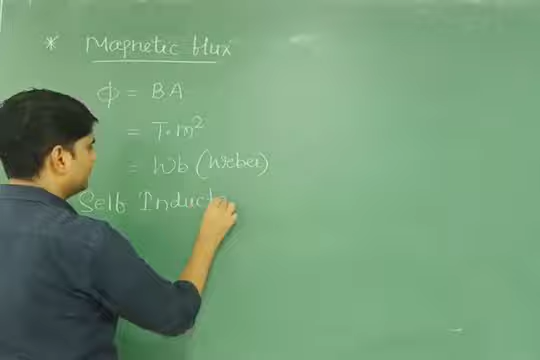 * Magnetic flux
ϕ = BA
= T·m²
= Wb (Weber)
Self Induct